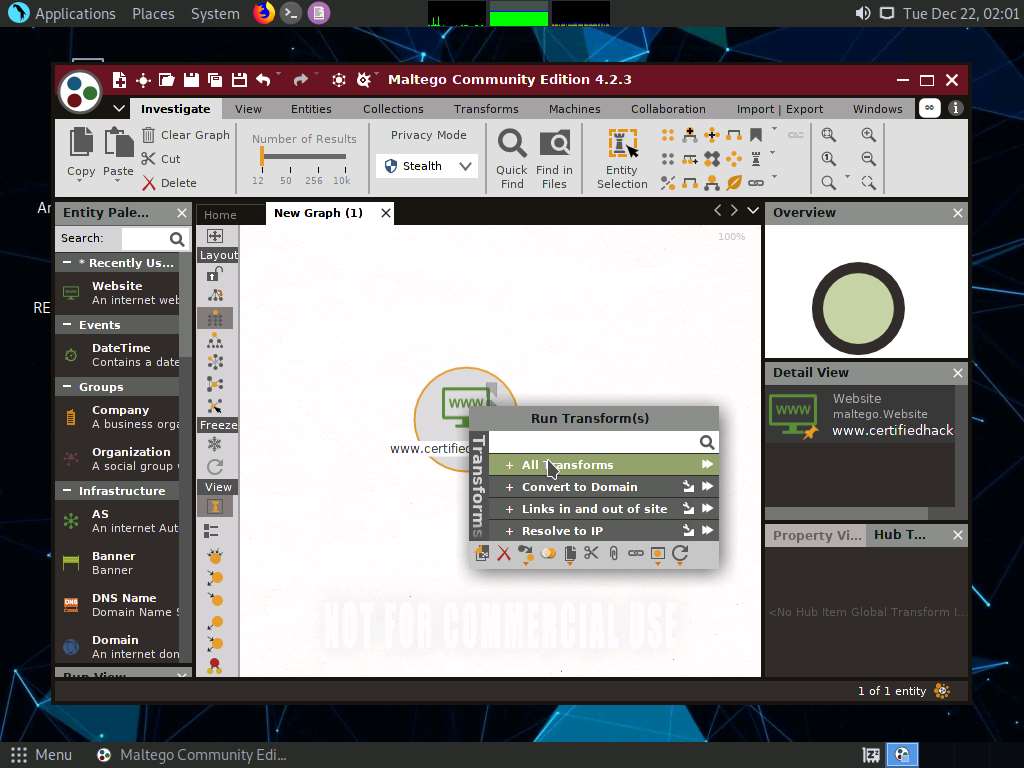 Applications Places System
Tue Dec 22, 02:01
Maltego Community Edition 4.2.3
Investigate View Entities Collections Transforms Machines Collaboration Import | Export Windows
Copy
Paste
Clear Graph
Cut
Delete
Number of Results
12 50 256 10k
Privacy Mode
Stealth
Quick
Find
Find in
Files
Entity
Selection
Ar
RE
Entity Pale...
Search:
* Recently Us...
Website
An internet web
Events
DateTime
Contains a date
Groups
Company
A business orga
Organization
A social group
Infrastructure
AS
An internet Aut
Banner
Banner
DNS Name
Domain Name S
Domain
An internet don
Run View
Home
New Graph (1)
Layout
Freeze
View
100%
WWW
www.certified
Run Transform(s)
Transforms
+ All Transforms
+ Convert to Domain
+ Links in and out of site
+ Resolve to IP
NOT FOR COMMERCIAL USE
Overview
Detail View
WWW
Website
maltego.Website
www.certifiedhack
Property Vi...
Hub T...
<No Hub Item Global Transform I...
1 of 1 entity
Menu
Maltego Community Edi...